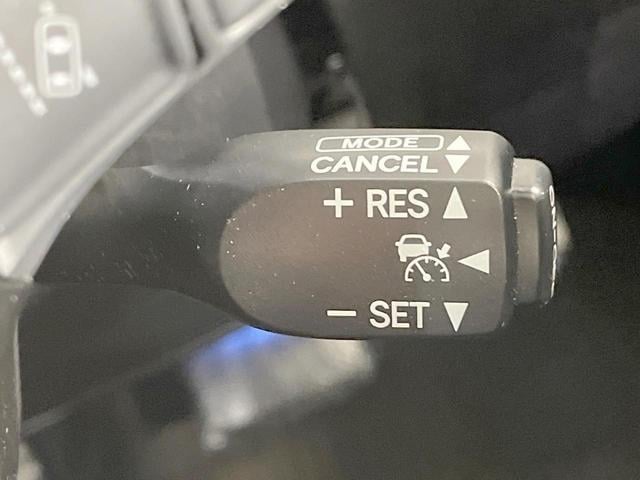 MODE
CANCEL
+ RES
- SET